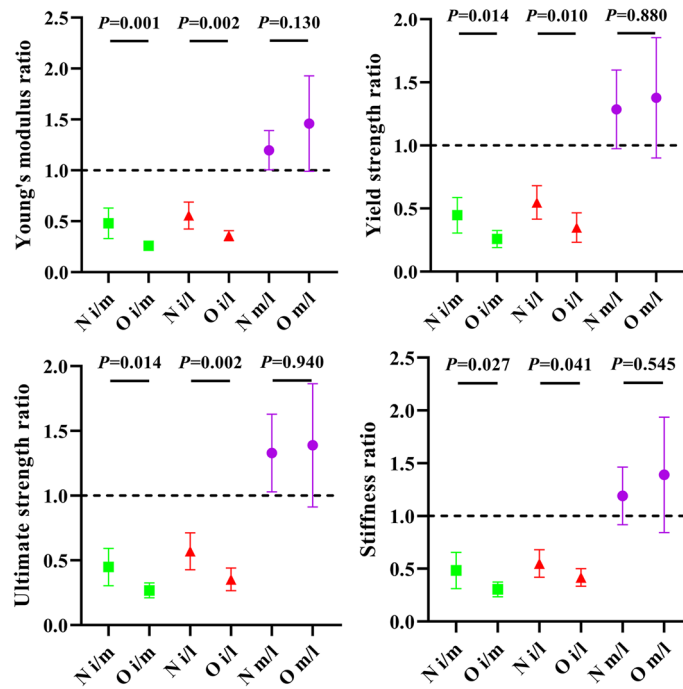 P=0.001 P=0.002 P=0.130
2.5
2.0
1.5
1.0
0.5
0.0
Young's modulus ratio
N i/m O i/m N i/l O i/l N m/l O m/l
P=0.014 P=0.010 P=0.880
2.0
1.5
1.0
0.5
0.0
Yield strength ratio
N i/m O i/m N i/l O i/l N m/l O m/l
P=0.014 P=0.002 P=0.940
2.0
1.5
1.0
0.5
0.0
Ultimate strength ratio
N i/m O i/m N i/l O i/l N m/l O m/l
P=0.027 P=0.041 P=0.545
2.5
2.0
1.5
1.0
0.5
0.0
Stiffness ratio
N i/m O i/m N i/l O i/l N m/l O m/l